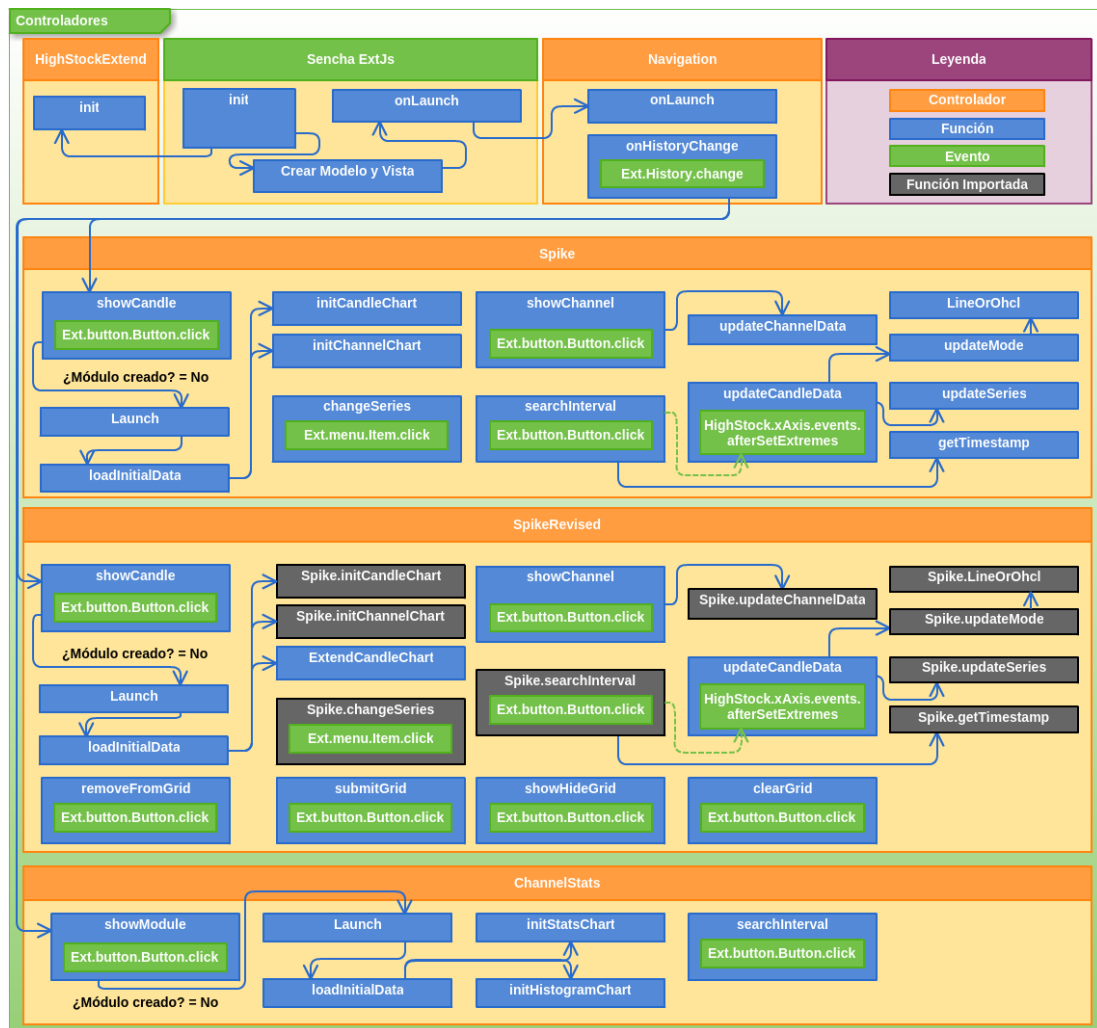 Controladores
HighStockExtend
init
Sencha ExtJs
init
onLaunch
Crear Modelo y Vista
Navigation
onLaunch
onHistoryChange
Ext.History.change
Leyenda
Controlador
Función
Evento
Función Importada
Spike
showCandle
Ext.button.Button.click
¿Módulo creado? = No
Launch
loadInitialData
initCandleChart
initChannelChart
changeSeries
Ext.menu.Item.click
showChannel
Ext.button.Button.click
searchInterval
Ext.button.Button.click
updateChannelData
updateCandleData
HighStock.xAxis.events.
afterSetExtremes
LineOrOhcl
updateMode
updateSeries
getTimestamp
SpikeRevised
showCandle
Ext.button.Button.click
¿Módulo creado? = No
Launch
loadInitialData
Spike.initCandleChart
Spike.initChannelChart
ExtendCandleChart
Spike.changeSeries
Ext.menu.Item.click
showChannel
Ext.button.Button.click
Spike.searchInterval
Ext.button.Button.click
Spike.updateChannelData
updateCandleData
HighStock.xAxis.events.
afterSetExtremes
Spike.LineOrOhcl
Spike.updateMode
Spike.updateSeries
Spike.getTimestamp
removeFromGrid
Ext.button.Button.click
submitGrid
Ext.button.Button.click
showHideGrid
Ext.button.Button.click
clearGrid
Ext.button.Button.click
ChannelStats
showModule
Ext.button.Button.click
¿Módulo creado? = No
Launch
loadInitialData
initStatsChart
initHistogramChart
searchInterval
Ext.button.Button.click